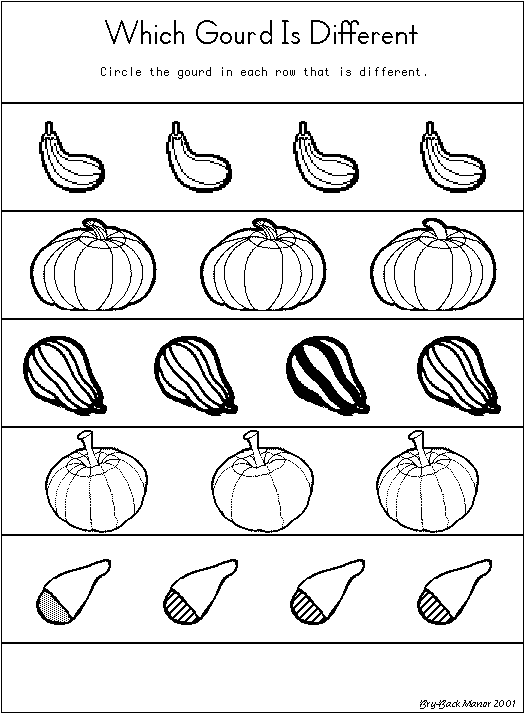 Which Gourd Is Different
Circle the gourd in each row that is different.
Bry-Back Manor 2001